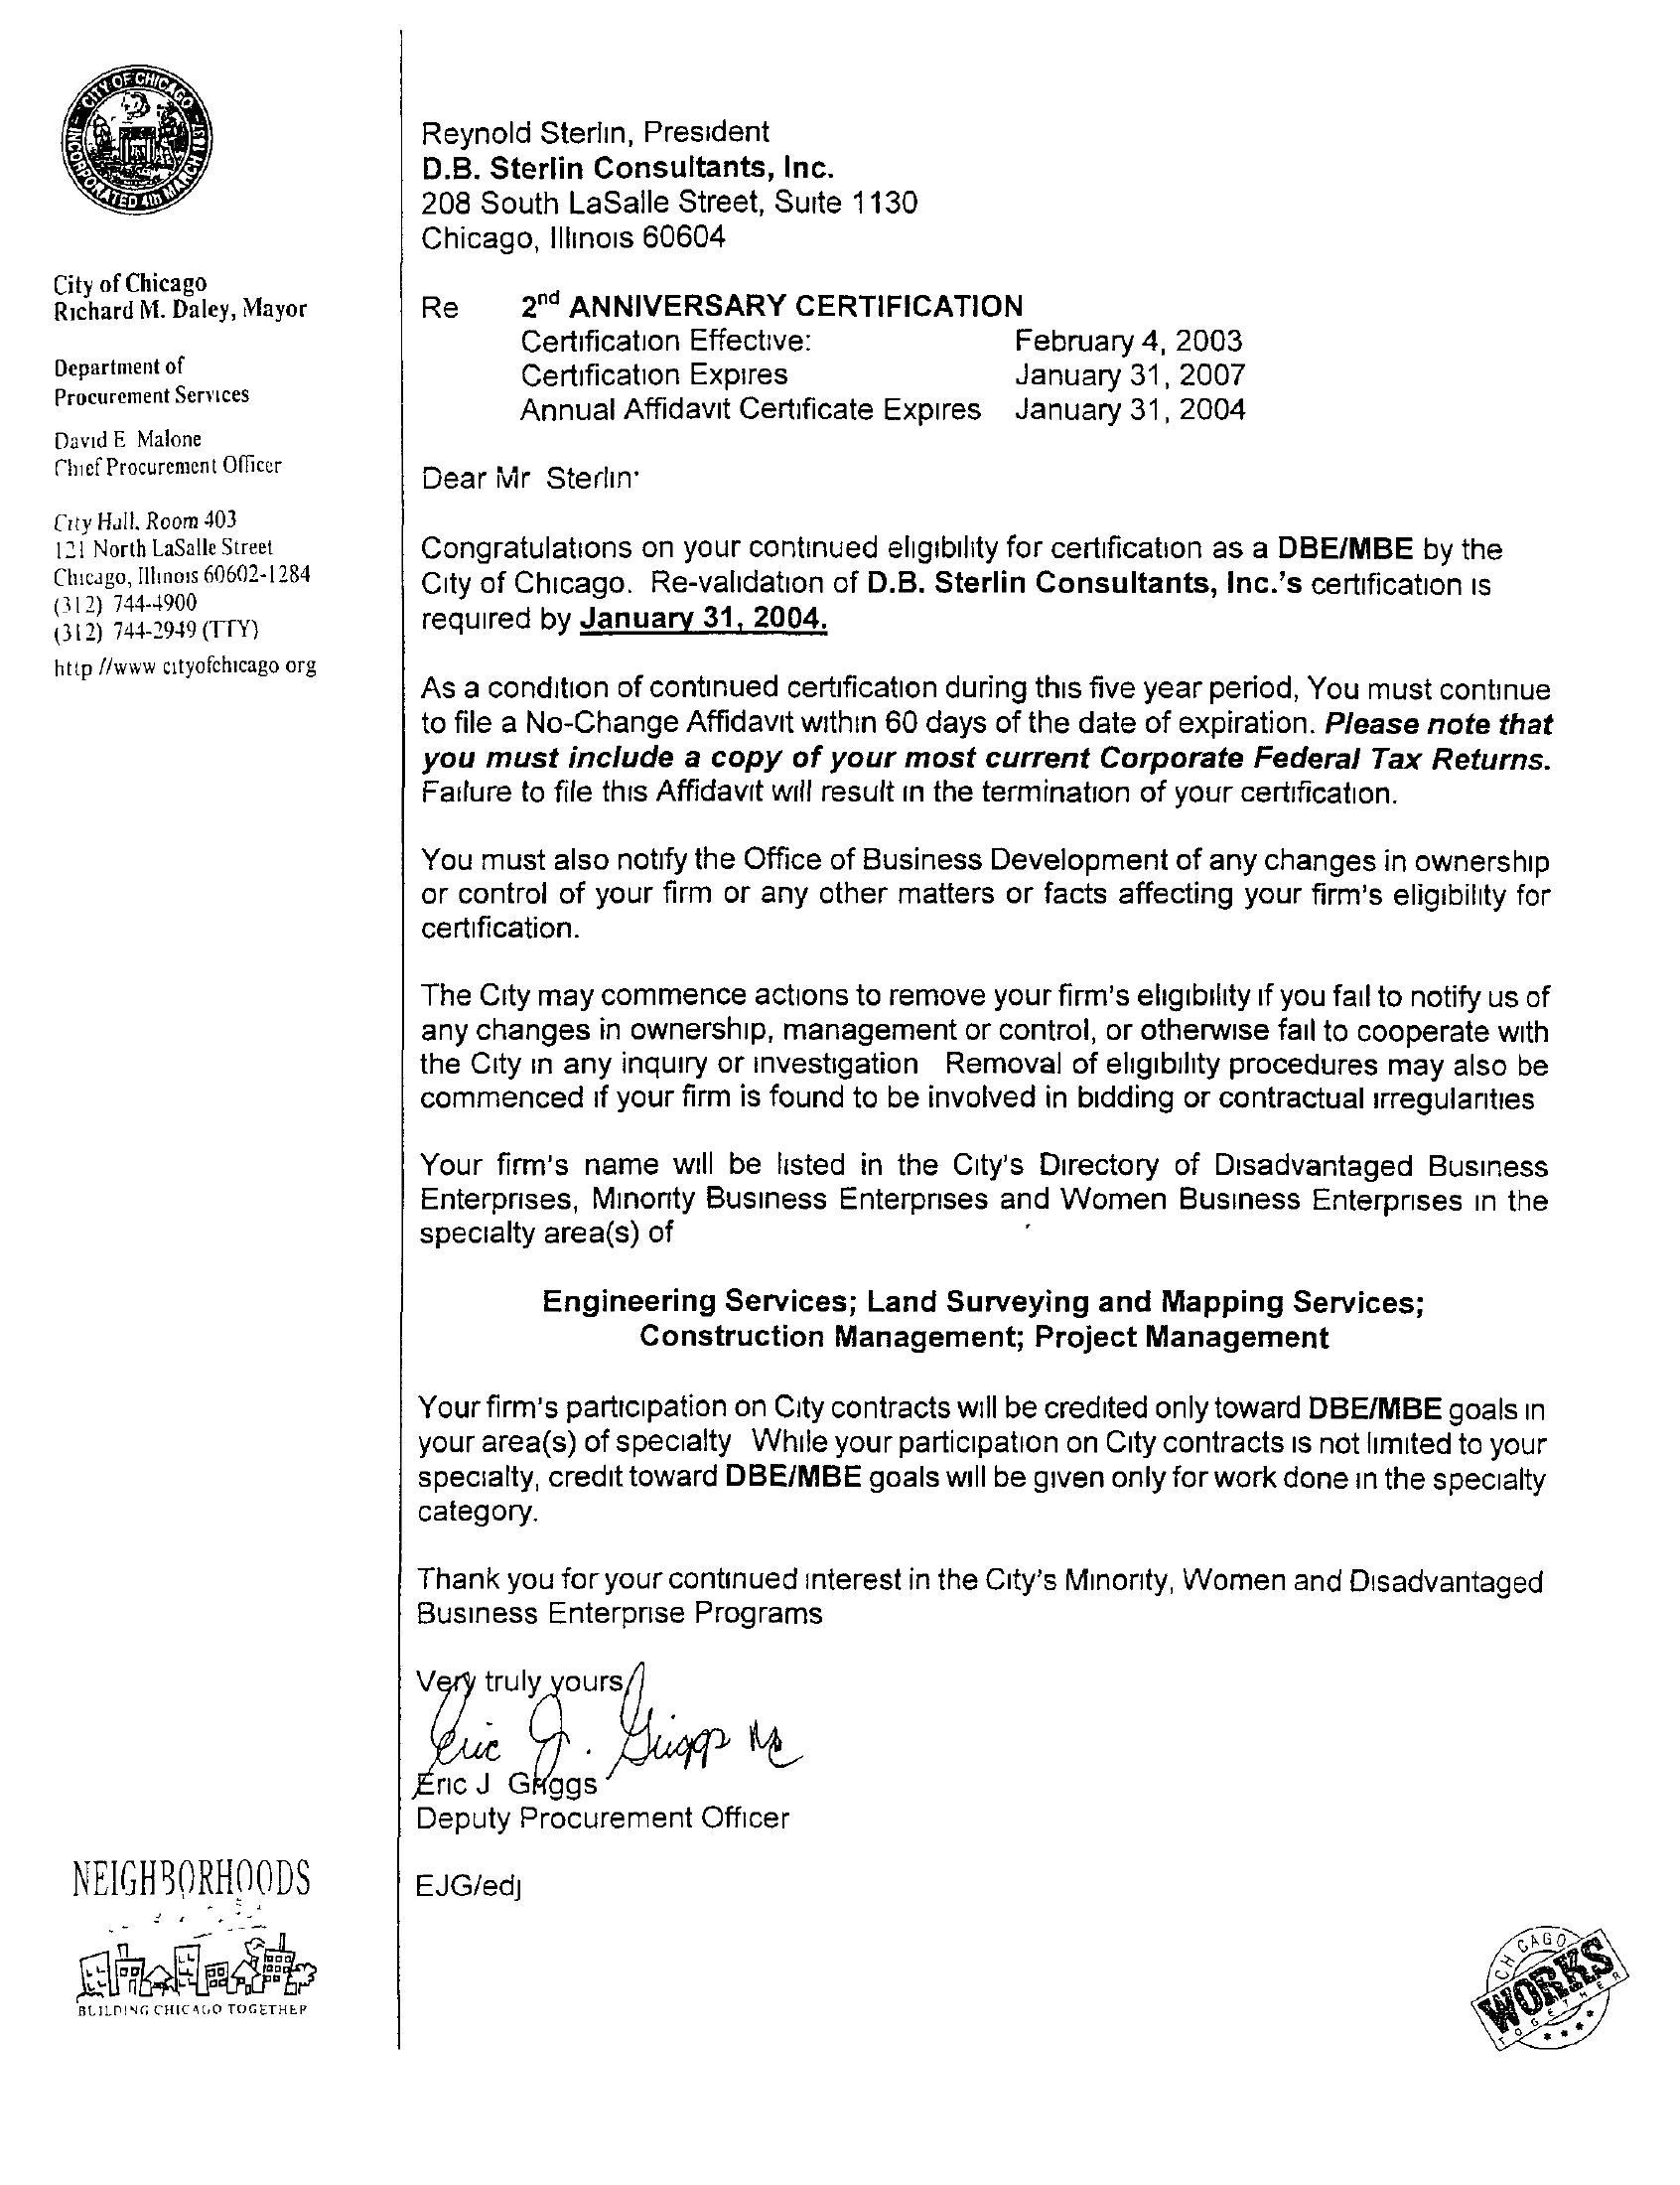 CITY OF CHICAGO
INCORPORATED 4th MARCH 1837
City of Chicago
Richard M. Daley, Mayor
Department of
Procurement Services
David E Malone
Chief Procurement Officer
City Hall, Room 403
121 North LaSalle Street
Chicago, Illinois 60602-1284
(312) 744-4900
(312) 744-2949 (TTY)
http //www cityofchicago org
Reynold Sterlin, President
D.B. Sterlin Consultants, Inc.
208 South LaSalle Street, Suite 1130
Chicago, Illinois 60604
Re 2nd ANNIVERSARY CERTIFICATION
Certification Effective: February 4, 2003
Certification Expires January 31, 2007
Annual Affidavit Certificate Expires January 31, 2004
Dear Mr Sterlin:
Congratulations on your continued eligibility for certification as a DBE/MBE by the
City of Chicago. Re-validation of D.B. Sterlin Consultants, Inc.'s certification is
required by January 31, 2004.
As a condition of continued certification during this five year period, You must continue
to file a No-Change Affidavit within 60 days of the date of expiration. Please note that
you must include a copy of your most current Corporate Federal Tax Returns.
Failure to file this Affidavit will result in the termination of your certification.
You must also notify the Office of Business Development of any changes in ownership
or control of your firm or any other matters or facts affecting your firm's eligibility for
certification.
The City may commence actions to remove your firm's eligibility if you fail to notify us of
any changes in ownership, management or control, or otherwise fail to cooperate with
the City in any inquiry or investigation Removal of eligibility procedures may also be
commenced if your firm is found to be involved in bidding or contractual irregularities
Your firm's name will be listed in the City's Directory of Disadvantaged Business
Enterprises, Minority Business Enterprises and Women Business Enterprises in the
specialty area(s) of
Engineering Services; Land Surveying and Mapping Services;
Construction Management; Project Management
Your firm's participation on City contracts will be credited only toward DBE/MBE goals in
your area(s) of specialty While your participation on City contracts is not limited to your
specialty, credit toward DBE/MBE goals will be given only for work done in the specialty
category.
Thank you for your continued interest in the City's Minority, Women and Disadvantaged
Business Enterprise Programs
Very truly yours,
Eric J. Griggs
Eric J Griggs
Deputy Procurement Officer
EJG/edj
NEIGHBORHOODS
BUILDING CHICAGO TOGETHER
CHICAGO
WORKS
TOGETHER